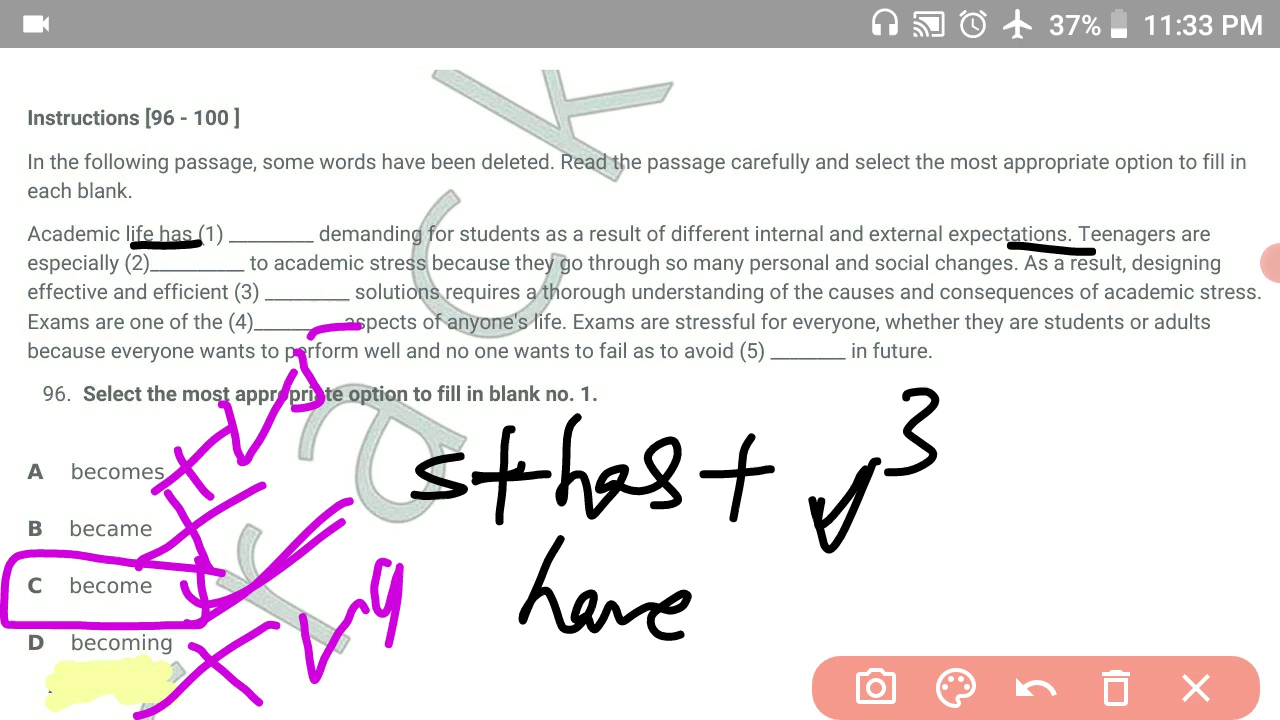 37% 11:33 PM
Instructions [96 - 100 ]
In the following passage, some words have been deleted. Read the passage carefully and select the most appropriate option to fill in
each blank.
Academic life has (1) ________ demanding for students as a result of different internal and external expectations. Teenagers are
especially (2)_________ to academic stress because they go through so many personal and social changes. As a result, designing
effective and efficient (3) ________ solutions requires a thorough understanding of the causes and consequences of academic stress.
Exams are one of the (4)_________ aspects of anyone's life. Exams are stressful for everyone, whether they are students or adults
because everyone wants to perform well and no one wants to fail as to avoid (5) _______ in future.
96. Select the most appropriate option to fill in blank no. 1.
A becomes
B became
C become
D becoming
V5
s+has+V3
have
V4